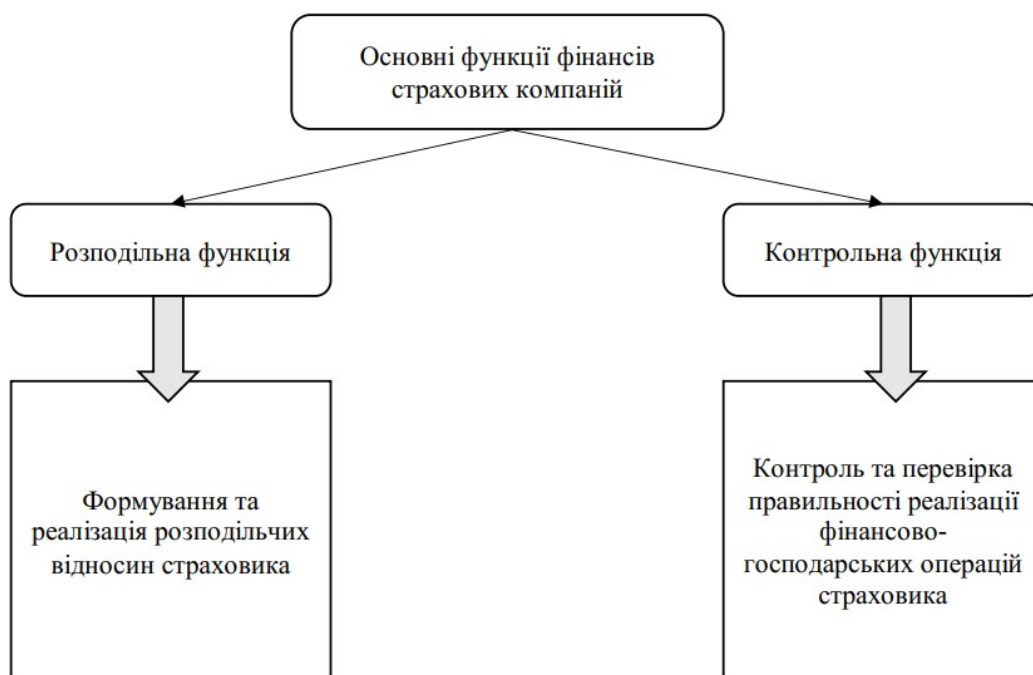 Основні функції фінансів
страхових компаній
Розподільна функція
Контрольна функція
Формування та
реалізація розподільчих
відносин страховика
Контроль та перевірка
правильності реалізації
фінансово-
господарських операцій
страховика